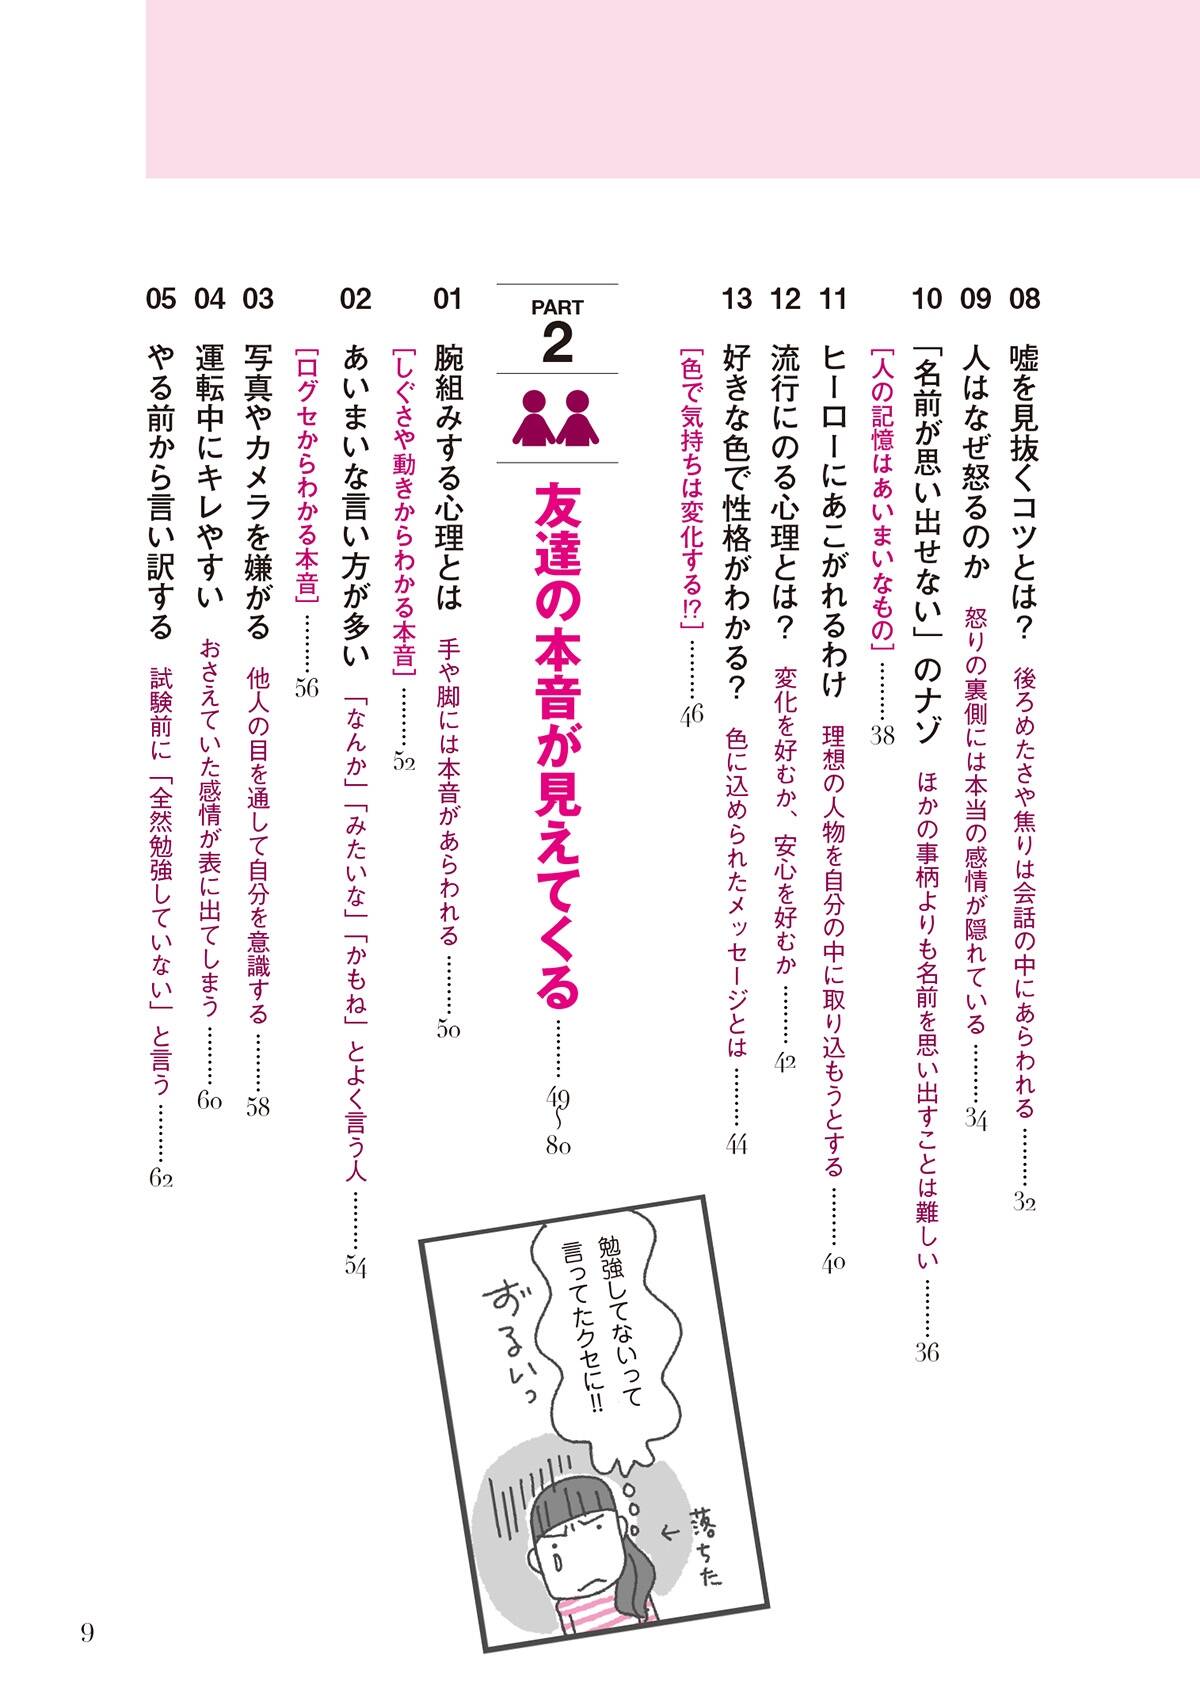 08 嘘を見抜くコツとは？ 後ろめたさや焦りは会話の中にあらわれる………32
09 人はなぜ怒るのか 怒りの裏側には本当の感情が隠れている………34
10 「名前が思い出せない」のナゾ ほかの事柄よりも名前を思い出すことは難しい………36
［人の記憶はあいまいなもの］………38
11 ヒーローにあこがれるわけ 理想の人物を自分の中に取り込もうとする………40
12 流行にのる心理とは？ 変化を好むか、安心を好むか………42
13 好きな色で性格がわかる？ 色に込められたメッセージとは………44
［色で気持ちは変化する!?］………46
PART
2
友達の本音が見えてくる………49〜80
01 腕組みする心理とは 手や脚には本音があらわれる………50
［しぐさや動きからわかる本音］………52
02 あいまいな言い方が多い 「なんか」「みたいな」「かもね」とよく言う人………54
［口グセからわかる本音］………56
03 写真やカメラを嫌がる 他人の目を通して自分を意識する………58
04 運転中にキレやすい おさえていた感情が表に出てしまう………60
05 やる前から言い訳する 試験前に「全然勉強していない」と言う………62
勉強してないって
言ってたクセに!!
ずるいっ
落ちた
←
9